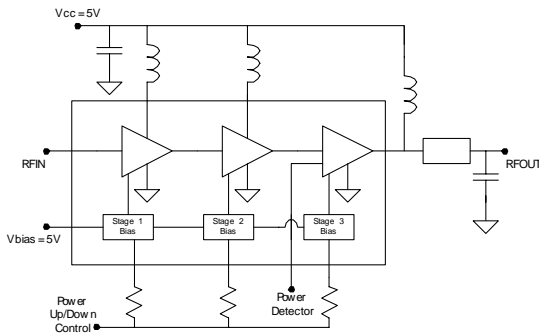 Vcc=5V
RFIN
RFOUT
Stage 1
Bias
Stage 2
Bias
Stage 3
Bias
Vbias=5V
Power
Up/Down
Control
Power
Detector